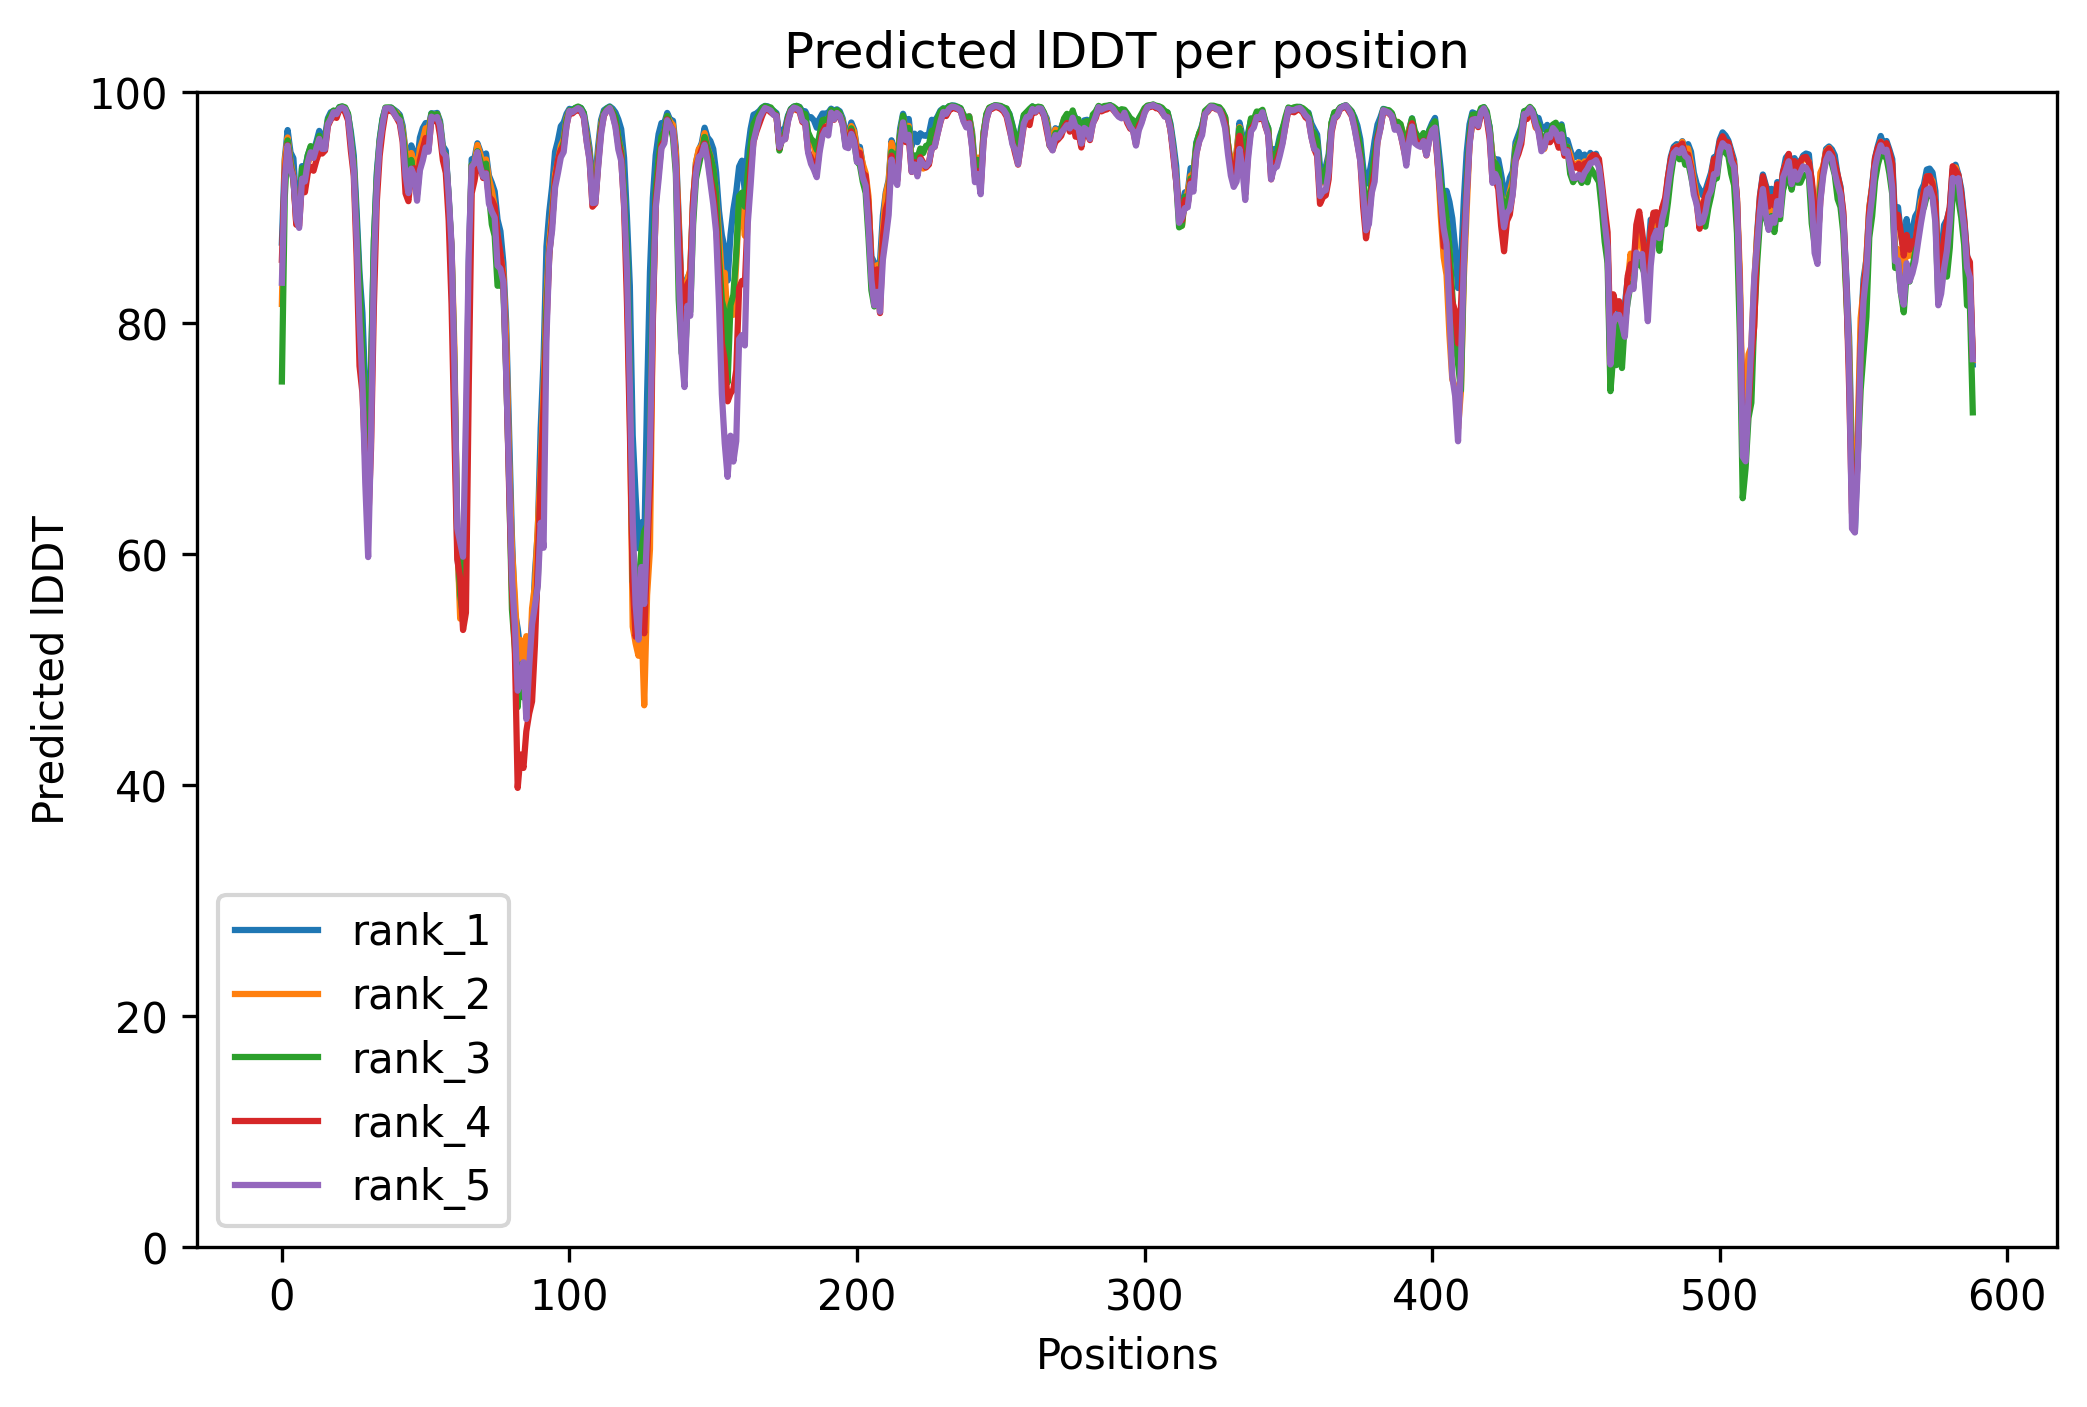 Predicted lDDT per position
100
80
60
40
20
0
Predicted lDDT
rank_1
rank_2
rank_3
rank_4
rank_5
0 100 200 300 400 500 600
Positions